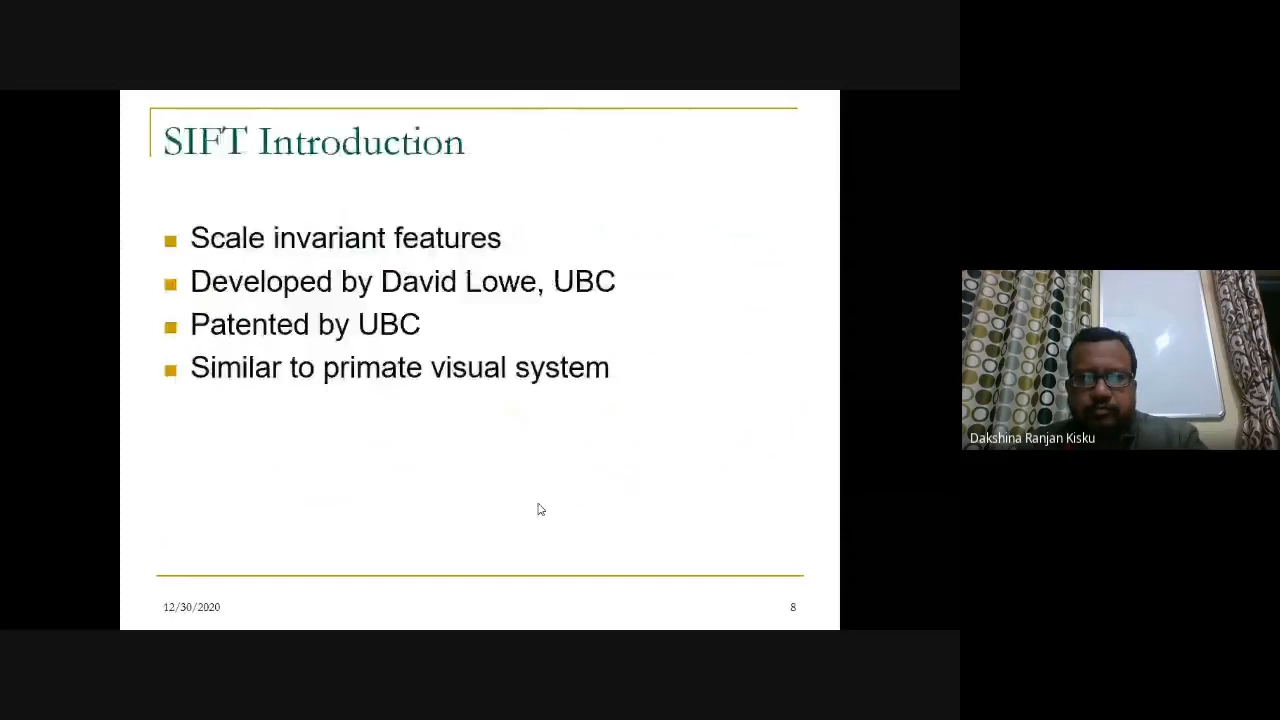 SIFT Introduction
Scale invariant features
Developed by David Lowe, UBC
Patented by UBC
Similar to primate visual system
12/30/2020
8
Dakshina Ranjan Kisku